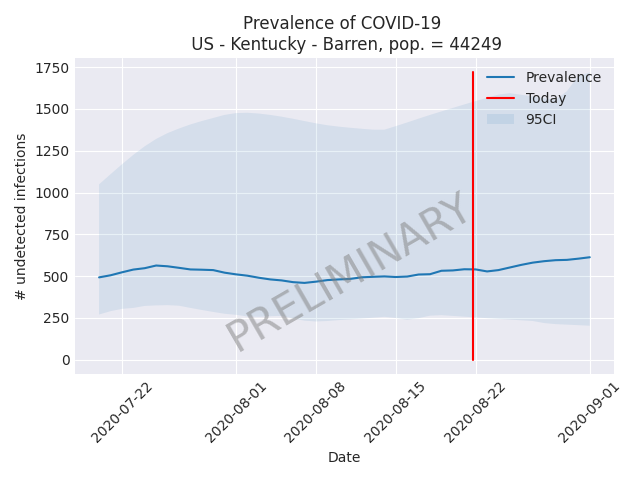 Prevalence of COVID-19
US - Kentucky - Barren, pop. = 44249
# undetected infections
1750
1500
1250
1000
750
500
250
0
Prevalence
Today
95CI
PRELIMINARY
2020-07-22
2020-08-01
2020-08-08
2020-08-15
2020-08-22
2020-09-01
Date